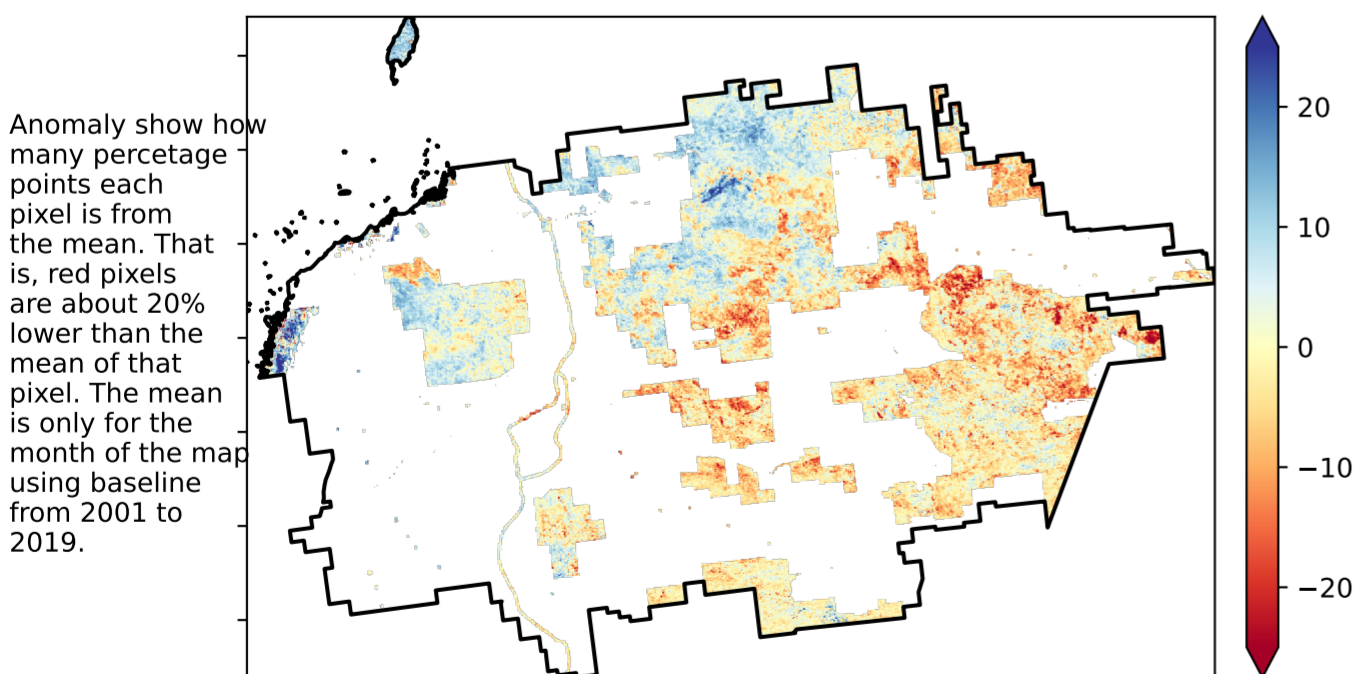 Anomaly show how
many percetage
points each
pixel is from
the mean. That
is, red pixels
are about 20%
lower than the
mean of that
pixel. The mean
is only for the
month of the map
using baseline
from 2001 to
2019.
20
10
0
−10
−20